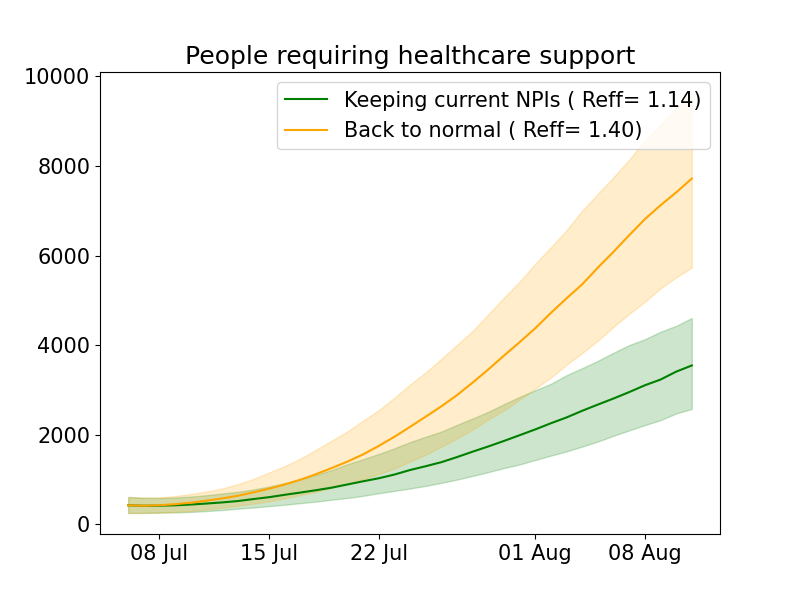 People requiring healthcare support
10000
8000
6000
4000
2000
0
Keeping current NPIs ( Reff= 1.14)
Back to normal ( Reff= 1.40)
08 Jul
15 Jul
22 Jul
01 Aug
08 Aug